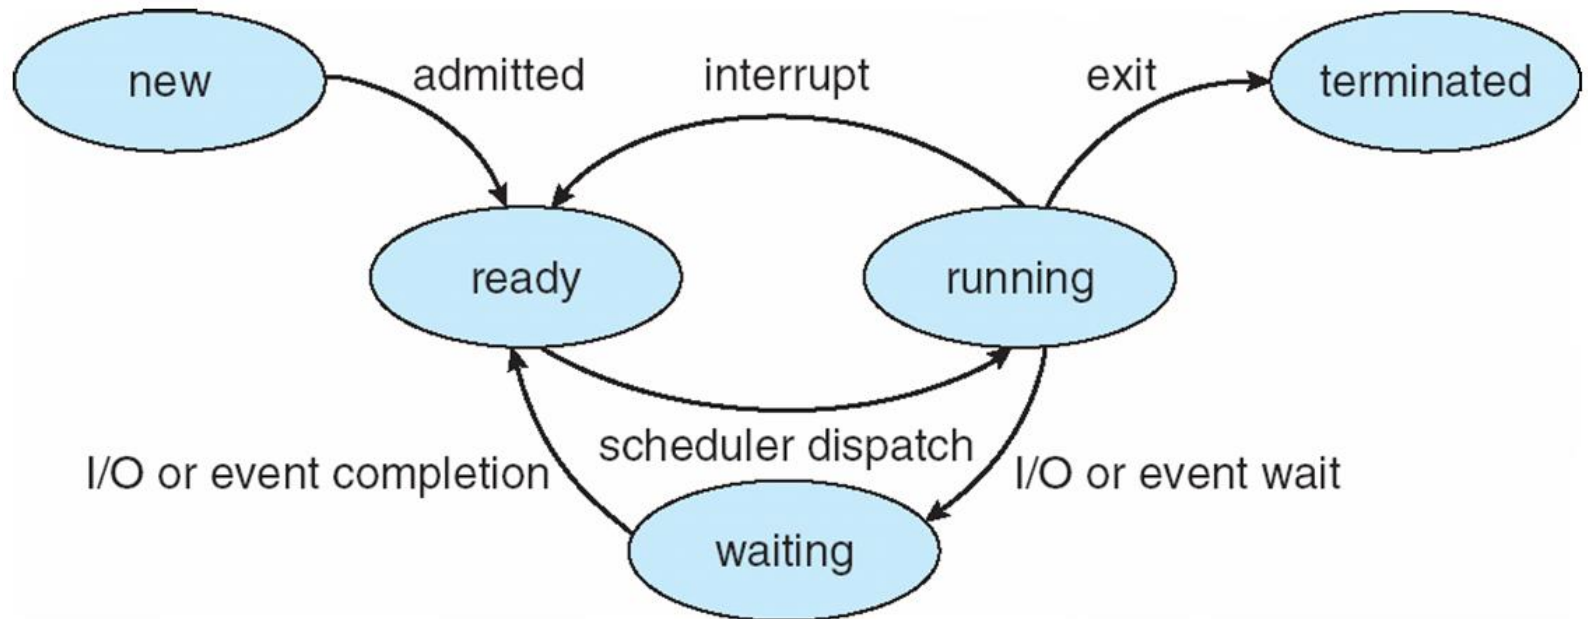 new
admitted
interrupt
exit
terminated
ready
running
scheduler dispatch
I/O or event completion
I/O or event wait
waiting